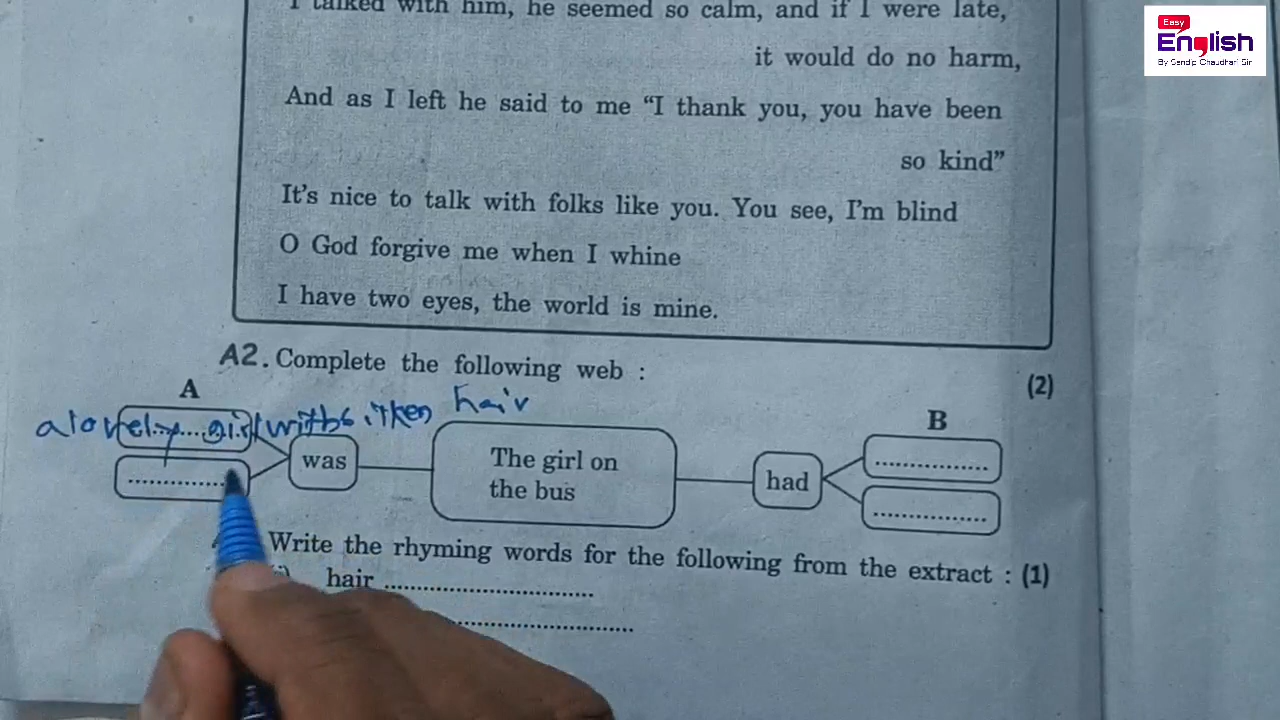 I talked with him, he seemed so calm, and if I were late,
it would do no harm,
And as I left he said to me “I thank you, you have been
so kind”
It’s nice to talk with folks like you. You see, I’m blind
O God forgive me when I whine
I have two eyes, the world is mine.
A2. Complete the following web : (2)
A
B
a lovely girl with
hair
was
The girl on
the bus
had
Write the rhyming words for the following from the extract : (1)
hair
Easy
English
By Sandip Chaudhari Sir